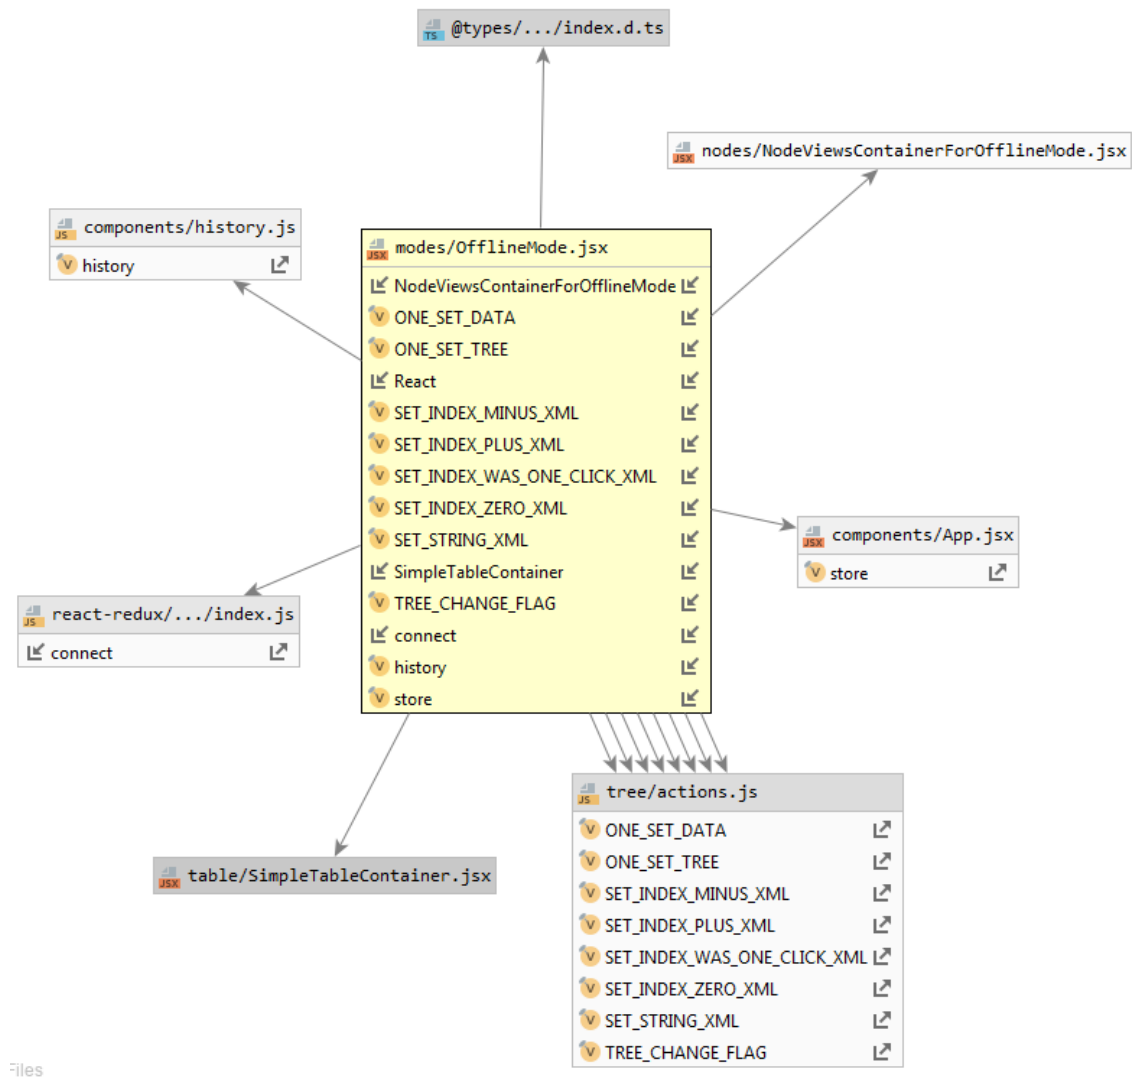 @types/.../index.d.ts
nodes/NodeViewsContainerForOfflineMode.jsx
components/history.js
history
modes/OfflineMode.jsx
NodeViewsContainerForOfflineMode
ONE_SET_DATA
ONE_SET_TREE
React
SET_INDEX_MINUS_XML
SET_INDEX_PLUS_XML
SET_INDEX_WAS_ONE_CLICK_XML
SET_INDEX_ZERO_XML
SET_STRING_XML
SimpleTableContainer
TREE_CHANGE_FLAG
connect
history
store
components/App.jsx
store
react-redux/.../index.js
connect
table/SimpleTableContainer.jsx
tree/actions.js
ONE_SET_DATA
ONE_SET_TREE
SET_INDEX_MINUS_XML
SET_INDEX_PLUS_XML
SET_INDEX_WAS_ONE_CLICK_XML
SET_INDEX_ZERO_XML
SET_STRING_XML
TREE_CHANGE_FLAG
Files